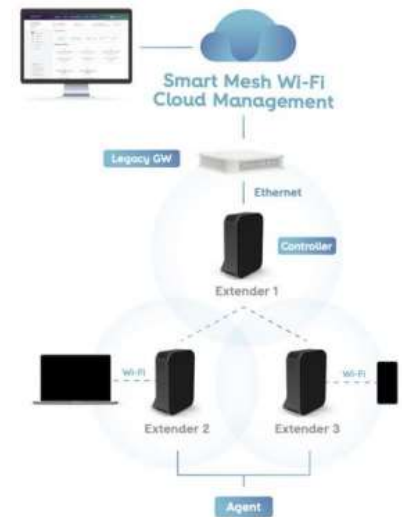 Smart Mesh Wi-Fi
Cloud Management
Legacy GW
Ethernet
Controller
Extender 1
Wi-Fi
Wi-Fi
Extender 2
Extender 3
Agent